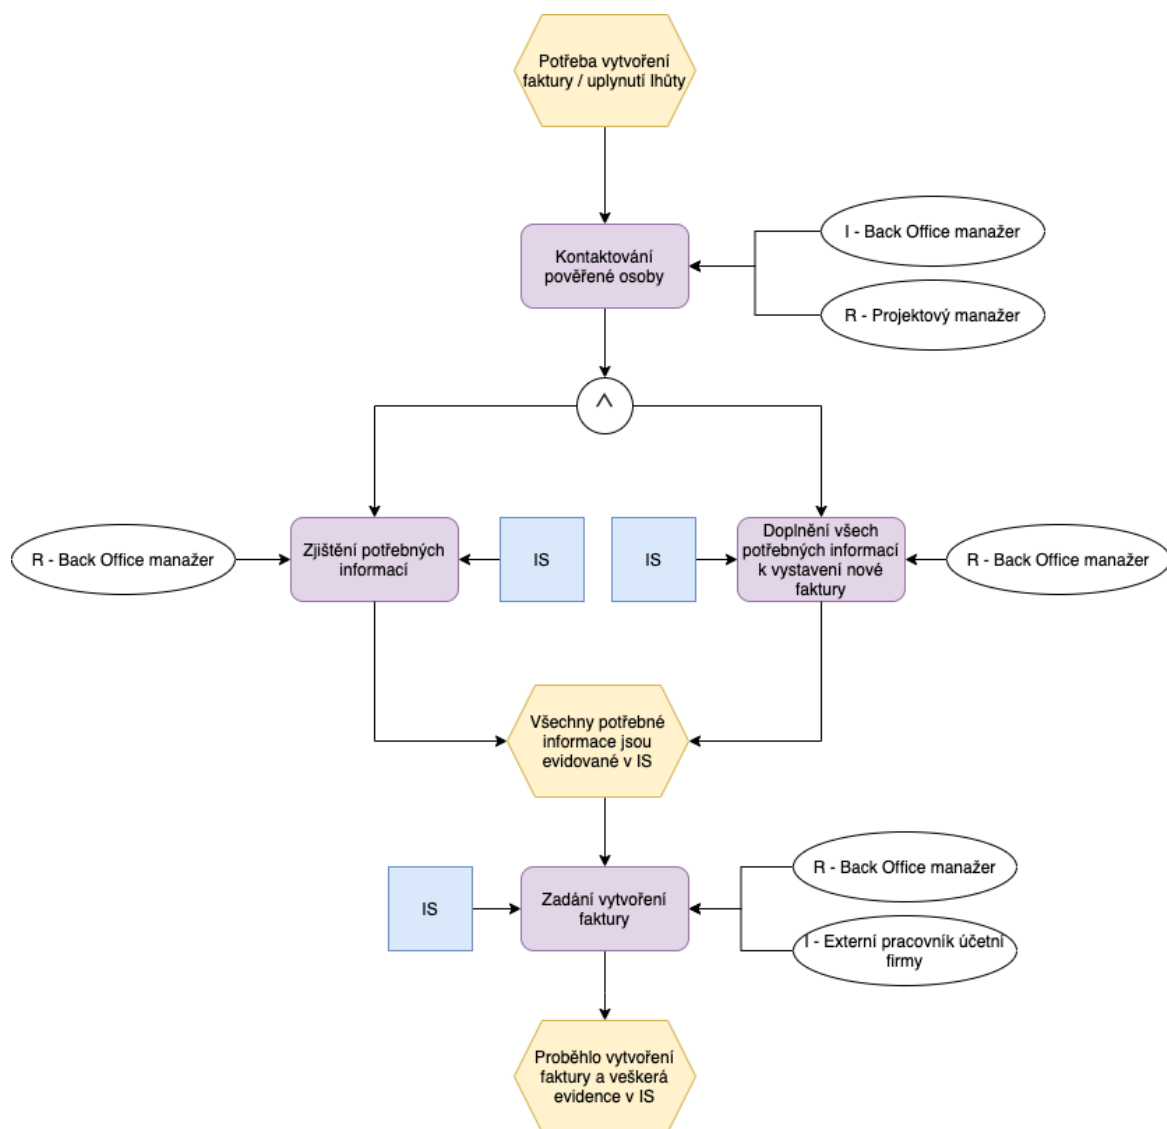 Potřeba vytvoření
faktury / uplynutí lhůty
Kontaktování
pověřené osoby
I - Back Office manažer
R - Projektový manažer
^
R - Back Office manažer
Zjištění potřebných
informací
IS
IS
Doplnění všech
potřebných informací
k vystavení nové
faktury
R - Back Office manažer
Všechny potřebné
informace jsou
evidované v IS
IS
Zadání vytvoření
faktury
R - Back Office manažer
I - Externí pracovník účetní
firmy
Proběhlo vytvoření
faktury a veškerá
evidence v IS